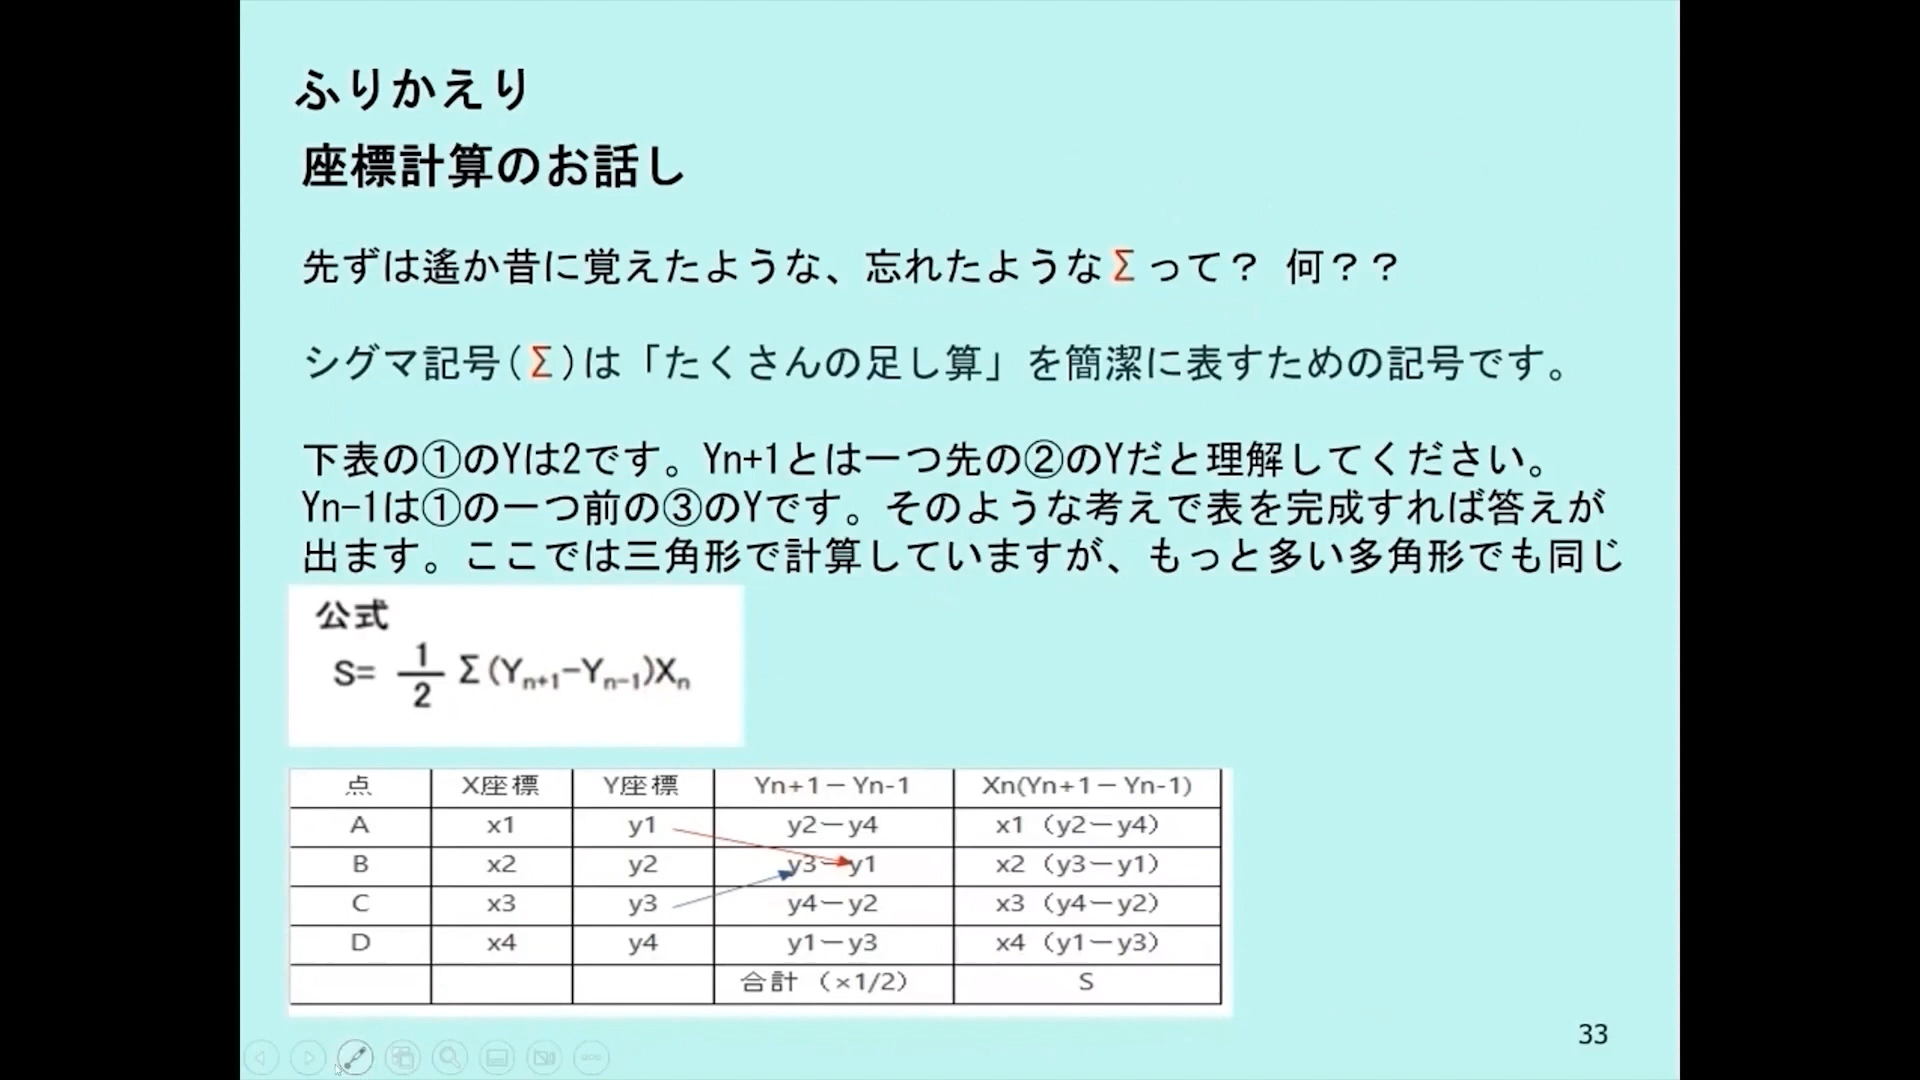 ふりかえり
座標計算のお話し
先ずは遙か昔に覚えたような、忘れたようなΣって？ 何？？
シグマ記号(Σ)は「たくさんの足し算」を簡潔に表すための記号です。
下表の①のYは2です。Yn+1とは一つ先の②のYだと理解してください。
Yn-1は①の一つ前の③のYです。そのような考えで表を完成すれば答えが
出ます。ここでは三角形で計算していますが、もっと多い多角形でも同じ
公式
S= 1/2 Σ(Yn+1-Yn-1)Xn
点 X座標 Y座標 Yn+1－Yn-1 Xn(Yn+1－Yn-1)
A x1 y1 y2－y4 x1（y2－y4）
B x2 y2 y3－y1 x2（y3－y1）
C x3 y3 y4－y2 x3（y4－y2）
D x4 y4 y1－y3 x4（y1－y3）
合計（×1/2） S
33